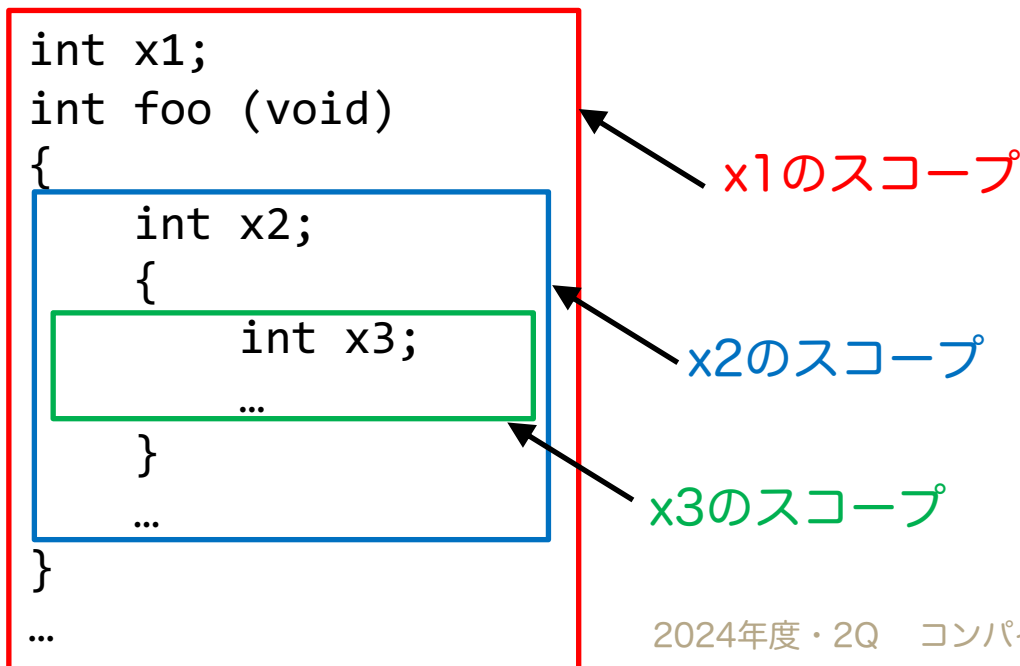 int x1;
int foo (void)
{
int x2;
{
int x3;
…
}
…
}
…
x1のスコープ
x2のスコープ
x3のスコープ
2024年度・2Q コンパ